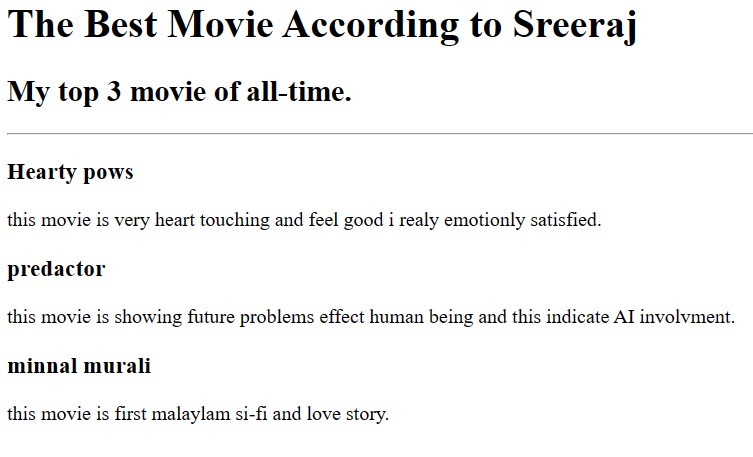 The Best Movie According to Sreeraj
My top 3 movie of all-time.
Hearty pows
this movie is very heart touching and feel good i realy emotionly satisfied.
predactor
this movie is showing future problems effect human being and this indicate AI involvment.
minnal murali
this movie is first malaylam si-fi and love story.